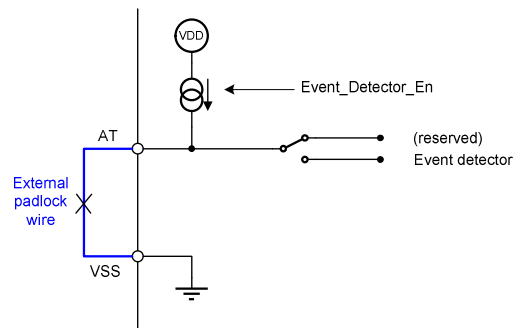 VDD
Event_Detector_En
AT
(reserved)
Event detector
External
padlock
wire
VSS